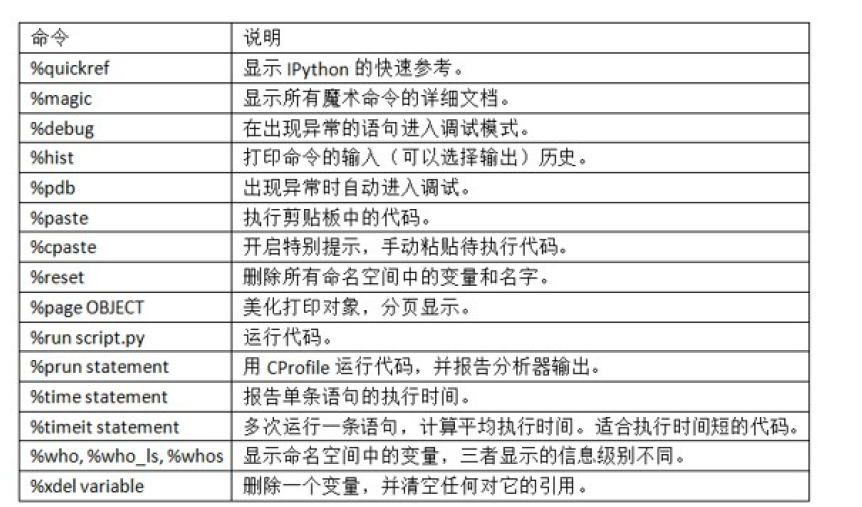 命令 说明
%quickref 显示 IPython 的快速参考。
%magic 显示所有魔术命令的详细文档。
%debug 在出现异常的语句进入调试模式。
%hist 打印命令的输入（可以选择输出）历史。
%pdb 出现异常时自动进入调试。
%paste 执行剪贴板中的代码。
%cpaste 开启特别提示，手动粘贴待执行代码。
%reset 删除所有命名空间中的变量和名字。
%page OBJECT 美化打印对象，分页显示。
%run script.py 运行代码。
%prun statement 用 CProfile 运行代码，并报告分析器输出。
%time statement 报告单条语句的执行时间。
%timeit statement 多次运行一条语句，计算平均执行时间。适合执行时间短的代码。
%who, %who_ls, %whos 显示命名空间中的变量，三者显示的信息级别不同。
%xdel variable 删除一个变量，并清空任何对它的引用。